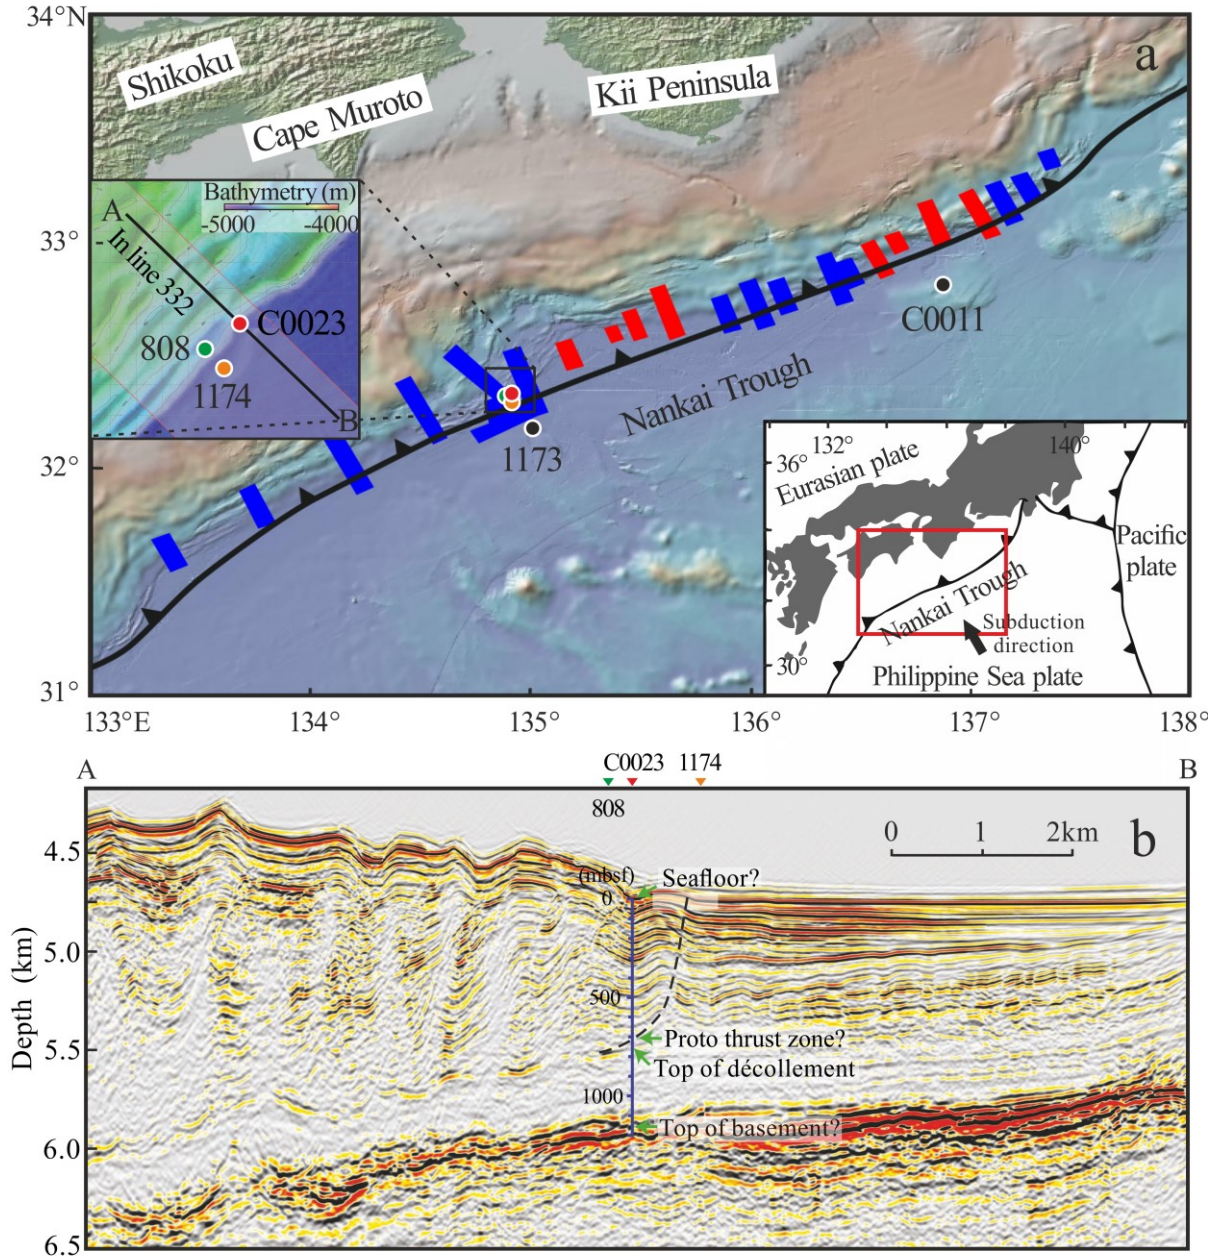 34°N
a
Shikoku
Kii Peninsula
Cape Muroto
Bathymetry (m)
-5000 -4000
A
In line 332
C0023
808
1174
B
33°
C0011
Nankai Trough
1173
32°
132° 140°
36°
Eurasian plate
Pacific
plate
Nankai Trough
Subduction
direction
30°
Philippine Sea plate
31°
133°E 134° 135° 136° 137° 138°
A C0023 1174 B
808
0 1 2km b
4.5
(mbsf)
Seafloor?
0
5.0
Depth (km)
500
Proto thrust zone?
5.5
Top of décollement
1000
Top of basement?
6.0
6.5